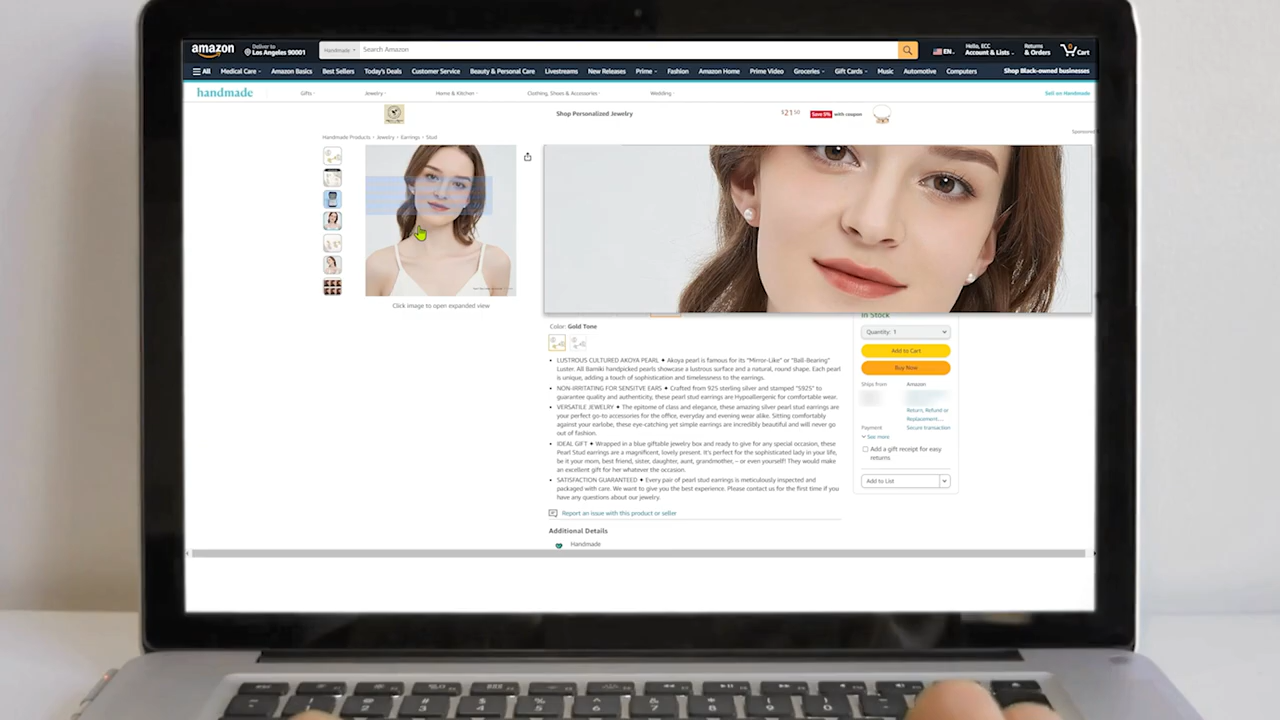 amazon
Deliver to
Los Angeles 90001
Handmade
Search Amazon
EN
Hello, ECC
Account & Lists
Returns
& Orders
0
Cart
All
Medical Care
Amazon Basics
Best Sellers
Today's Deals
Customer Service
Beauty & Personal Care
Livestreams
New Releases
Prime
Fashion
Amazon Home
Prime Video
Groceries
Gift Cards
Music
Automotive
Computers
Shop Black-owned businesses
handmade
Gifts
Jewelry
Home & Kitchen
Clothing, Shoes & Accessories
Wedding
Sell on Handmade
Shop Personalized Jewelry
$21.50
Save 9% with coupon
Sponsored
Handmade Products › Jewelry › Earrings › Stud
Click image to open expanded view
In Stock
Color: Gold Tone
Quantity: 1
Add to Cart
Buy Now
• LUSTROUS CULTURED AKOYA PEARL ✦ Akoya pearl is famous for its "Mirror-Like" or "Ball-Bearing"
Luster. All Bamiki handpicked pearls showcase a lustrous surface and a natural, round shape. Each pearl
is unique, adding a touch of sophistication and timelessness to the earrings.
• NON-IRRITATING FOR SENSITVE EARS ✦ Crafted from 925 sterling silver and stamped "S925" to
guarantee quality and authenticity, these pearl stud earrings are Hypoallergenic for comfortable wear.
• VERSATILE JEWELRY ✦ The epitome of class and elegance, these amazing silver pearl stud earrings are
your perfect go-to accessories for the office, everyday and evening wear alike. Sitting comfortably
against your earlobe, these eye-catching yet simple earrings are incredibly beautiful and will never go
out of fashion.
• IDEAL GIFT ✦ Wrapped in a blue giftable jewelry box and ready to give for any special occasion, these
Pearl Stud earrings are a magnificent, lovely present. It's perfect for the sophisticated lady in your life,
be it your mom, best friend, sister, daughter, aunt, grandmother, – or even yourself! They would make
an excellent gift for her whatever the occasion.
• SATISFACTION GUARANTEED ✦ Every pair of pearl stud earrings is meticulously inspected and
packaged with care. We want to give you the best experience. Please contact us for the first time if you
have any questions about our jewelry.
Ships from
Amazon
Return, Refund or
Replacement...
Payment
Secure transaction
See more
Add a gift receipt for easy
returns
Add to List
Report an issue with this product or seller
Additional Details
Handmade